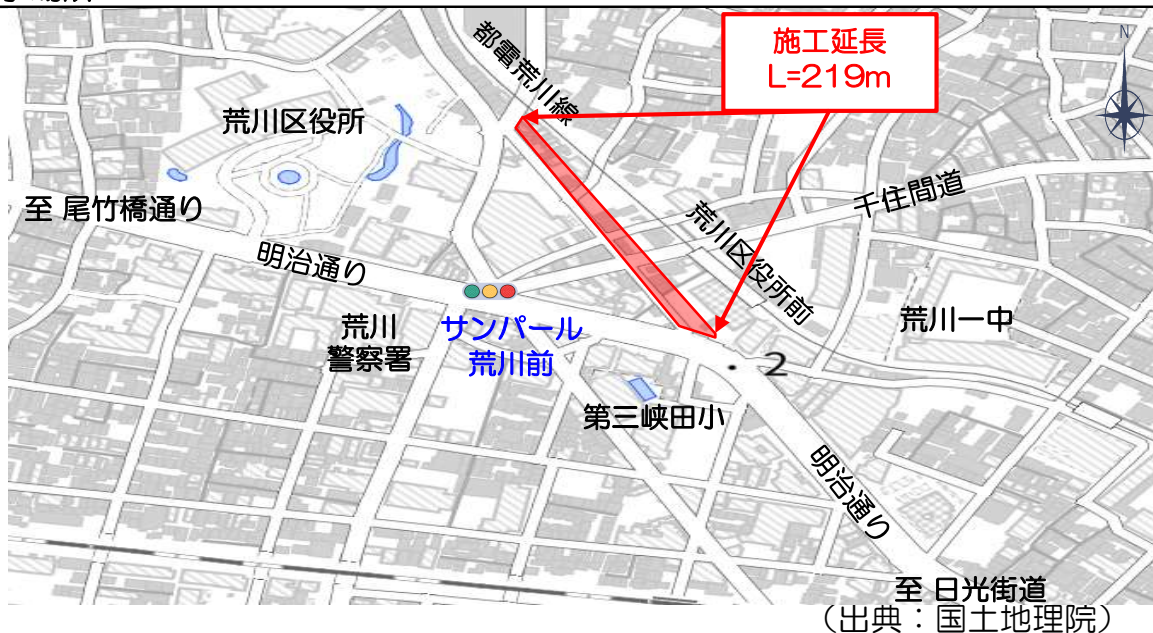 施工延長
L=219m
N
都電荒川線
荒川区役所
千住間道
至 尾竹橋通り
荒川区役所前
明治通り
荒川一中
サンパール
荒川前
荒川
警察署
. 2
第三峡田小
明治通り
至 日光街道
（出典：国土地理院）